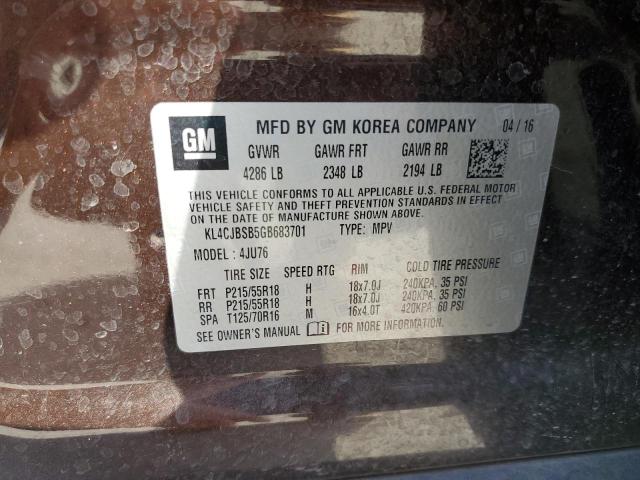 GM MFD BY GM KOREA COMPANY 04 / 16
GVWR GAWR FRT GAWR RR
4286 LB 2348 LB 2194 LB
THIS VEHICLE CONFORMS TO ALL APPLICABLE U.S. FEDERAL MOTOR
VEHICLE SAFETY AND THEFT PREVENTION STANDARDS IN EFFECT
ON THE DATE OF MANUFACTURE SHOWN ABOVE.
KL4CJBSB5GB683701 TYPE: MPV
MODEL : 4JU76
TIRE SIZE SPEED RTG RIM COLD TIRE PRESSURE
FRT P215/55R18 H 18x7.0J 240KPA, 35 PSI
RR P215/55R18 H 18x7.0J 240KPA, 35 PSI
SPA T125/70R16 M 16x4.0T 420KPA, 60 PSI
SEE OWNER'S MANUAL FOR MORE INFORMATION.